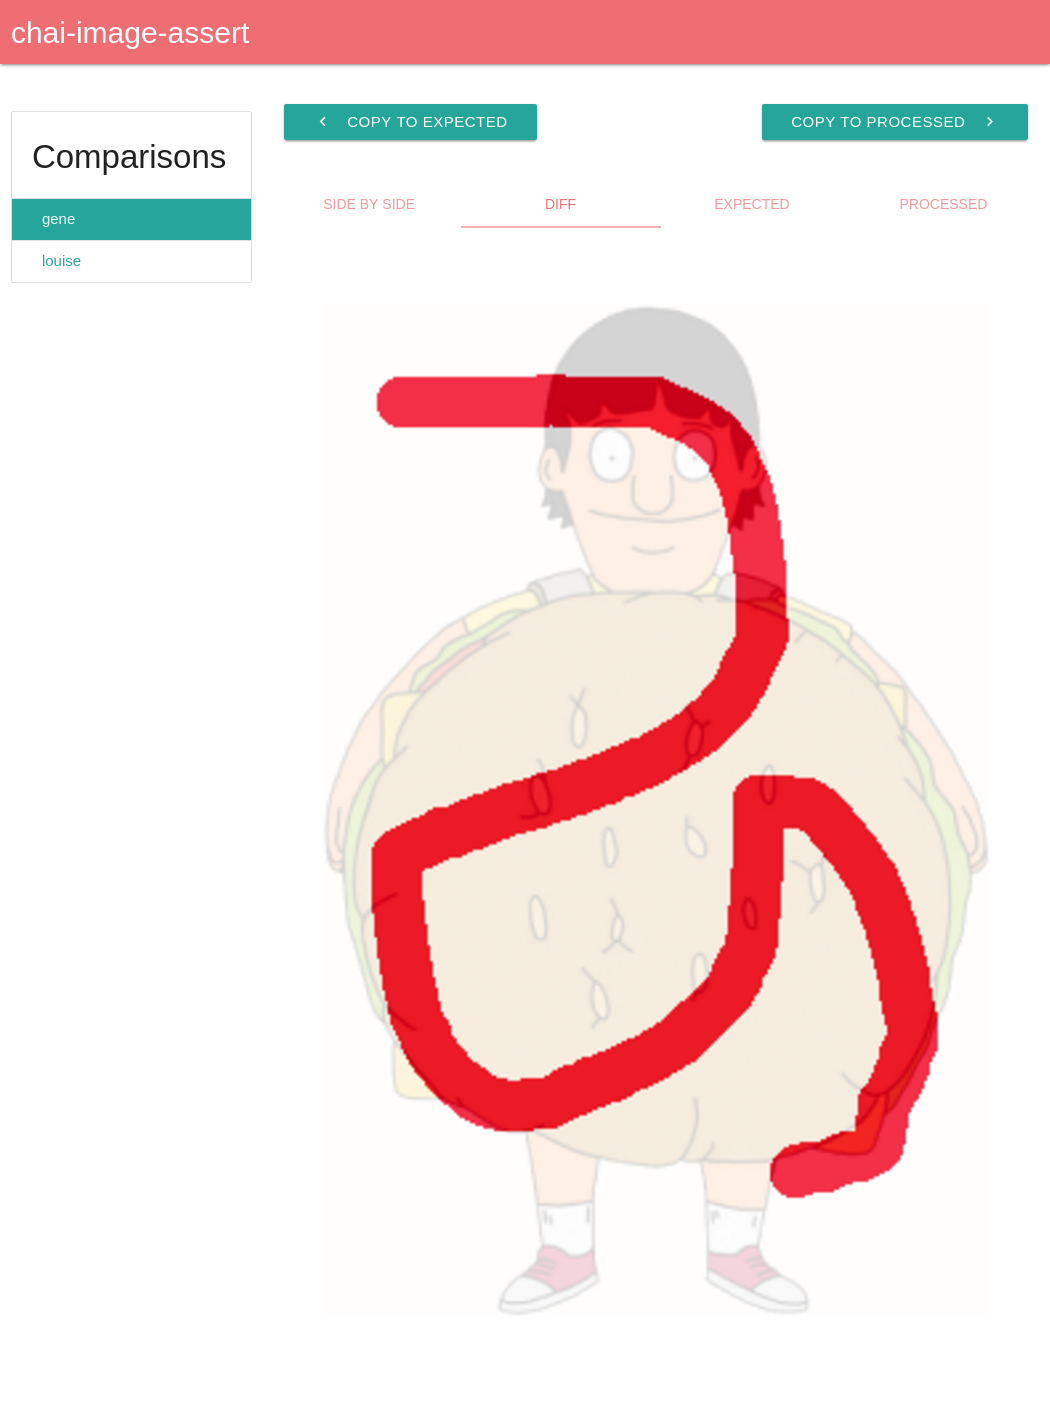 chai-image-assert
Comparisons
gene
louise
COPY TO EXPECTED
COPY TO PROCESSED
SIDE BY SIDE
DIFF
EXPECTED
PROCESSED